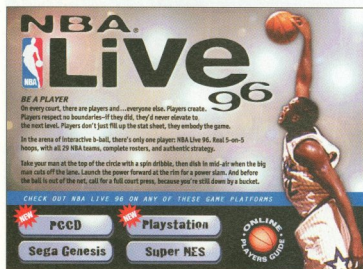 NBA®
Live
96
NBA
BE A PLAYER
On every court, there are players and...everyone else. Players create.
Players respect no boundaries–if they did, they'd never elevate to
the next level. Players don't just fill up the stat sheet, they embody the game.
In the arena of interactive b-ball, there's only one player: NBA Live 96. Real 5-on-5
hoops, with all 29 NBA teams, complete rosters, and authentic strategy.
Take your man at the top of the circle with a spin dribble, then dish in mid-air when the big
man cuts off the lane. Launch the power forward at the rim for a power slam. And before
the ball is out of the net, call for a full court press, because you're still down by a bucket.
CHECK OUT NBA LIVE 96 ON ANY OF THESE GAME PLATFORMS
NEW
PCCD
NEW
Playstation
Sega Genesis
Super NES
ONLINE
PLAYERS GUIDE